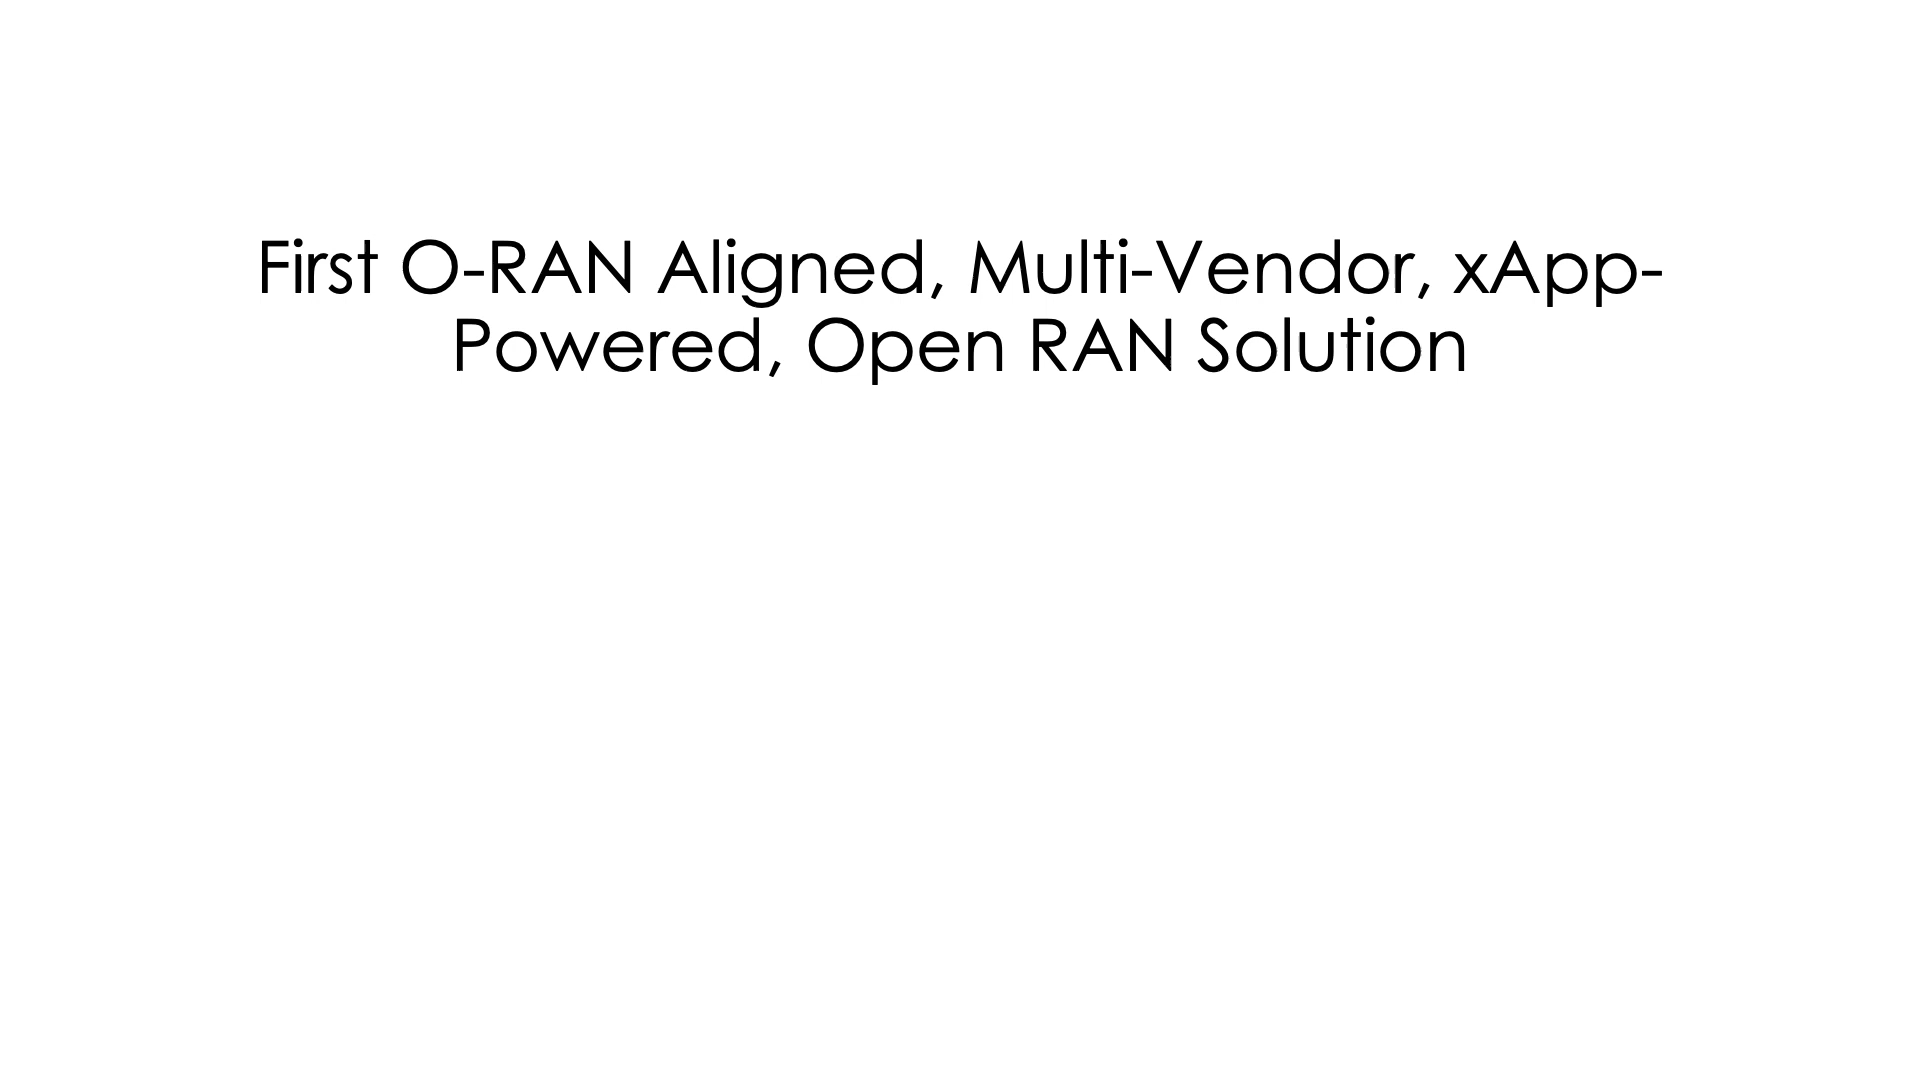 First O-RAN Aligned, Multi-Vendor, xApp-
Powered, Open RAN Solution